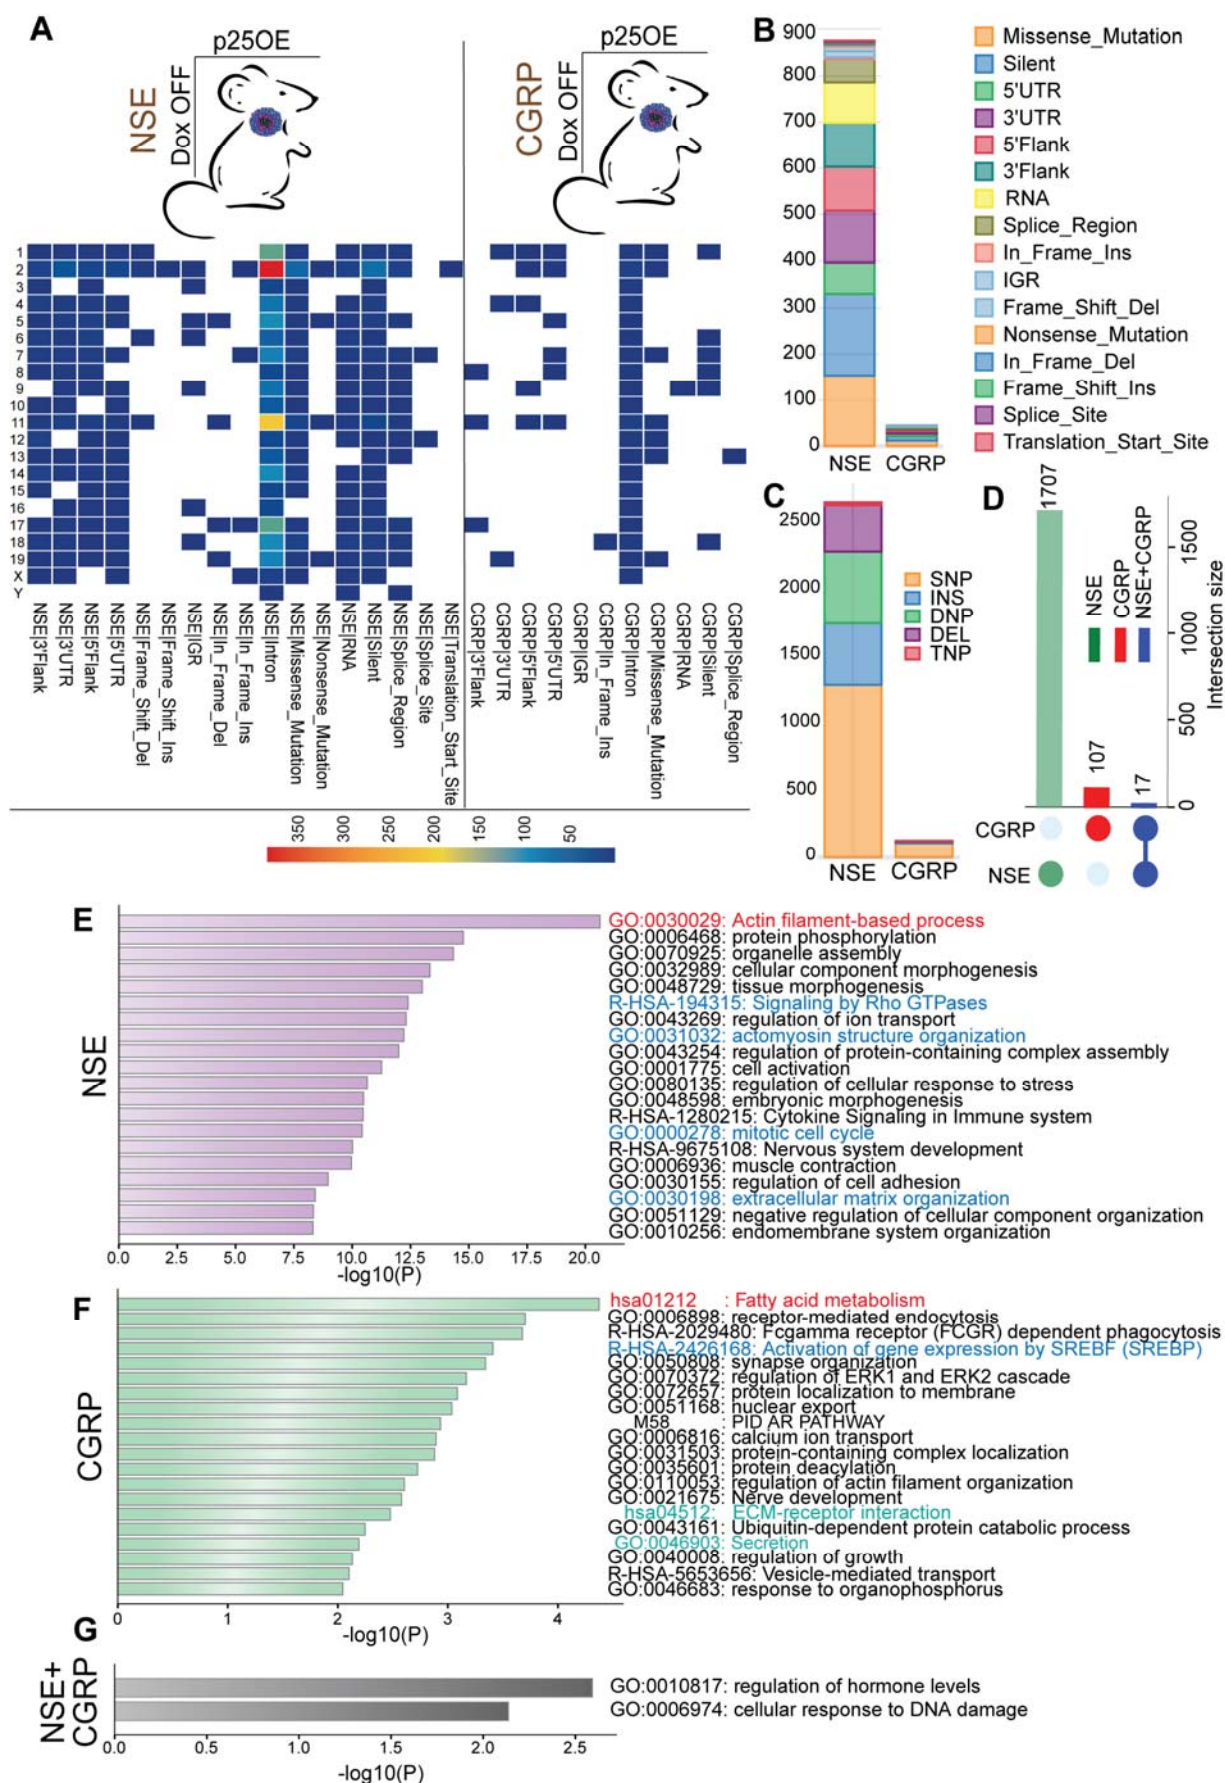 A
p25OE
NSE
Dox OFF
p25OE
CGRP
Dox OFF
1
2
3
4
5
6
7
8
9
10
11
12
13
14
15
16
17
18
19
X
Y
NSE|3'Flank
NSE|3'UTR
NSE|5'Flank
NSE|5'UTR
NSE|Frame_Shift_Del
NSE|Frame_Shift_Ins
NSE|IGR
NSE|In_Frame_Del
NSE|In_Frame_Ins
NSE|Intron
NSE|Missense_Mutation
NSE|Nonsense_Mutation
NSE|RNA
NSE|Silent
NSE|Splice_Region
NSE|Splice_Site
NSE|Translation_Start_Site
CGRP|3'Flank
CGRP|3'UTR
CGRP|5'Flank
CGRP|5'UTR
CGRP|IGR
CGRP|In_Frame_Ins
CGRP|Intron
CGRP|Missense_Mutation
CGRP|RNA
CGRP|Silent
CGRP|Splice_Region
350
300
250
200
150
100
50
B
900
800
700
600
500
400
300
200
100
0
NSE CGRP
Missense_Mutation
Silent
5'UTR
3'UTR
5'Flank
3'Flank
RNA
Splice_Region
In_Frame_Ins
IGR
Frame_Shift_Del
Nonsense_Mutation
In_Frame_Del
Frame_Shift_Ins
Splice_Site
Translation_Start_Site
C
2500
2000
1500
1000
500
0
NSE CGRP
SNP
INS
DNP
DEL
TNP
D
1707
107
17
NSE
CGRP
NSE+CGRP
1500
1000
500
0
Intersection size
CGRP
NSE
E
NSE
GO:0030029: Actin filament-based process
GO:0006468: protein phosphorylation
GO:0070925: organelle assembly
GO:0032989: cellular component morphogenesis
GO:0048729: tissue morphogenesis
R-HSA-194315: Signaling by Rho GTPases
GO:0043269: regulation of ion transport
GO:0031032: actomyosin structure organization
GO:0043254: regulation of protein-containing complex assembly
GO:0001775: cell activation
GO:0080135: regulation of cellular response to stress
GO:0048598: embryonic morphogenesis
R-HSA-1280215: Cytokine Signaling in Immune system
GO:0000278: mitotic cell cycle
R-HSA-9675108: Nervous system development
GO:0006936: muscle contraction
GO:0030155: regulation of cell adhesion
GO:0030198: extracellular matrix organization
GO:0051129: negative regulation of cellular component organization
GO:0010256: endomembrane system organization
0.0 2.5 5.0 7.5 10.0 12.5 15.0 17.5 20.0
-log10(P)
F
CGRP
hsa01212 : Fatty acid metabolism
GO:0006898: receptor-mediated endocytosis
R-HSA-2029480: Fcgamma receptor (FCGR) dependent phagocytosis
R-HSA-2426168: Activation of gene expression by SREBF (SREBP)
GO:0050808: synapse organization
GO:0070372: regulation of ERK1 and ERK2 cascade
GO:0072657: protein localization to membrane
GO:0051168: nuclear export
M58 : PID AR PATHWAY
GO:0006816: calcium ion transport
GO:0031503: protein-containing complex localization
GO:0035601: protein deacylation
GO:0110053: regulation of actin filament organization
GO:0021675: Nerve development
hsa04512: ECM-receptor interaction
GO:0043161: Ubiquitin-dependent protein catabolic process
GO:0046903: Secretion
GO:0040008: regulation of growth
R-HSA-5653656: Vesicle-mediated transport
GO:0046683: response to organophosphorus
0 1 2 3 4
-log10(P)
G
NSE+
CGRP
GO:0010817: regulation of hormone levels
GO:0006974: cellular response to DNA damage
0.0 0.5 1.0 1.5 2.0 2.5
-log10(P)